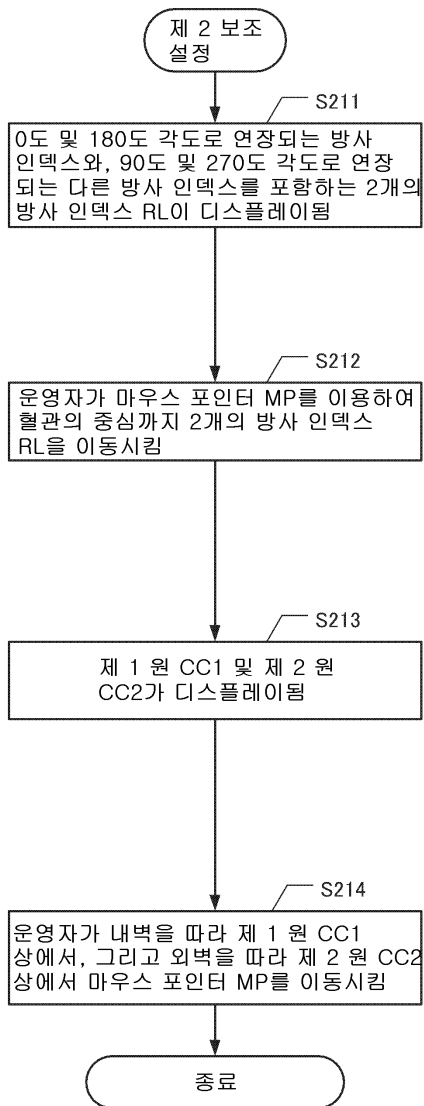 제 2 보조
설정
S211
0도 및 180도 각도로 연장되는 방사
인덱스와, 90도 및 270도 각도로 연장
되는 다른 방사 인덱스를 포함하는 2개의
방사 인덱스 RL이 디스플레이됨
S212
운영자가 마우스 포인터 MP를 이용하여
혈관의 중심까지 2개의 방사 인덱스
RL을 이동시킴
S213
제 1 원 CC1 및 제 2 원
CC2가 디스플레이됨
S214
운영자가 내벽을 따라 제 1 원 CC1
상에서, 그리고 외벽을 따라 제 2 원 CC2
상에서 마우스 포인터 MP를 이동시킴
종료